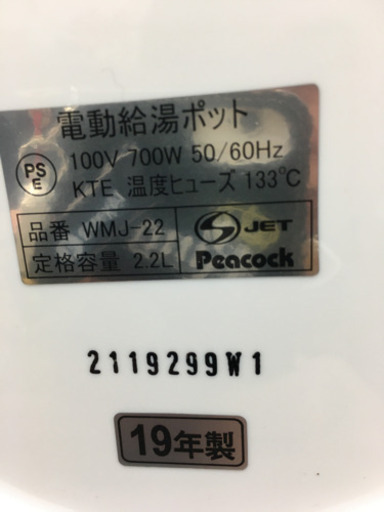 電動給湯ポット
PS
E
100V 700W 50/60Hz
KTE 温度ヒューズ 133℃
品番 WMJ-22
JET
定格容量 2.2L
Peacock
2119299W1
19年製